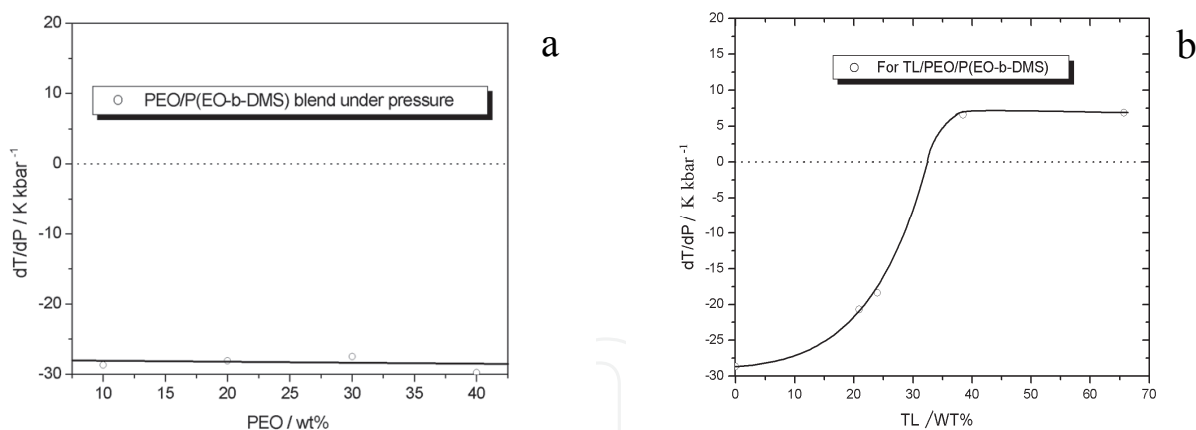 a
20
10
0
-10
-20
-30
dT/dP / K kbar⁻¹
PEO/P(EO-b-DMS) blend under pressure
10 15 20 25 30 35 40
PEO / wt%
b
20
15
10
5
0
-5
-10
-15
-20
-25
-30
dT/dP / K kbar⁻¹
For TL/PEO/P(EO-b-DMS)
0 10 20 30 40 50 60 70
TL /WT%